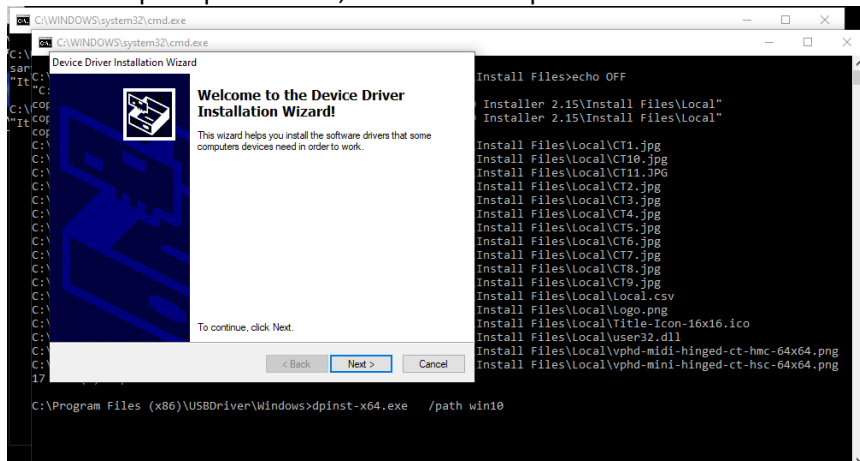 C:\WINDOWS\system32\cmd.exe
C:\WINDOWS\system32\cmd.exe
Device Driver Installation Wizard
Welcome to the Device Driver
Installation Wizard!
This wizard helps you install the software drivers that some
computers devices need in order to work.
To continue, click Next.
< Back
Next >
Cancel
Install Files>echo OFF
Installer 2.15\Install Files\Local"
Installer 2.15\Install Files\Local"
Install Files\Local\CT1.jpg
Install Files\Local\CT10.jpg
Install Files\Local\CT11.JPG
Install Files\Local\CT2.jpg
Install Files\Local\CT3.jpg
Install Files\Local\CT4.jpg
Install Files\Local\CT5.jpg
Install Files\Local\CT6.jpg
Install Files\Local\CT7.jpg
Install Files\Local\CT8.jpg
Install Files\Local\CT9.jpg
Install Files\Local\Local.csv
Install Files\Local\Logo.png
Install Files\Local\Title-Icon-16x16.ico
Install Files\Local\user32.dll
Install Files\Local\vphd-midi-hinged-ct-hmc-64x64.png
Install Files\Local\vphd-mini-hinged-ct-hsc-64x64.png
17
C:\Program Files (x86)\USBDriver\Windows>dpinst-x64.exe /path win10